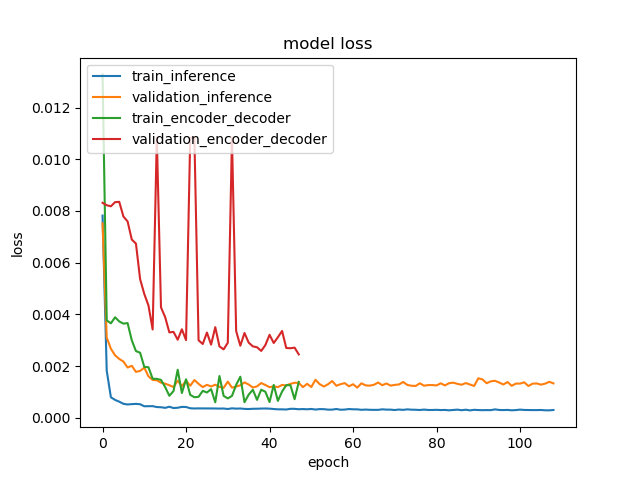 model loss
train_inference
validation_inference
train_encoder_decoder
validation_encoder_decoder
loss
0.012
0.010
0.008
0.006
0.004
0.002
0.000
0 20 40 60 80 100
epoch